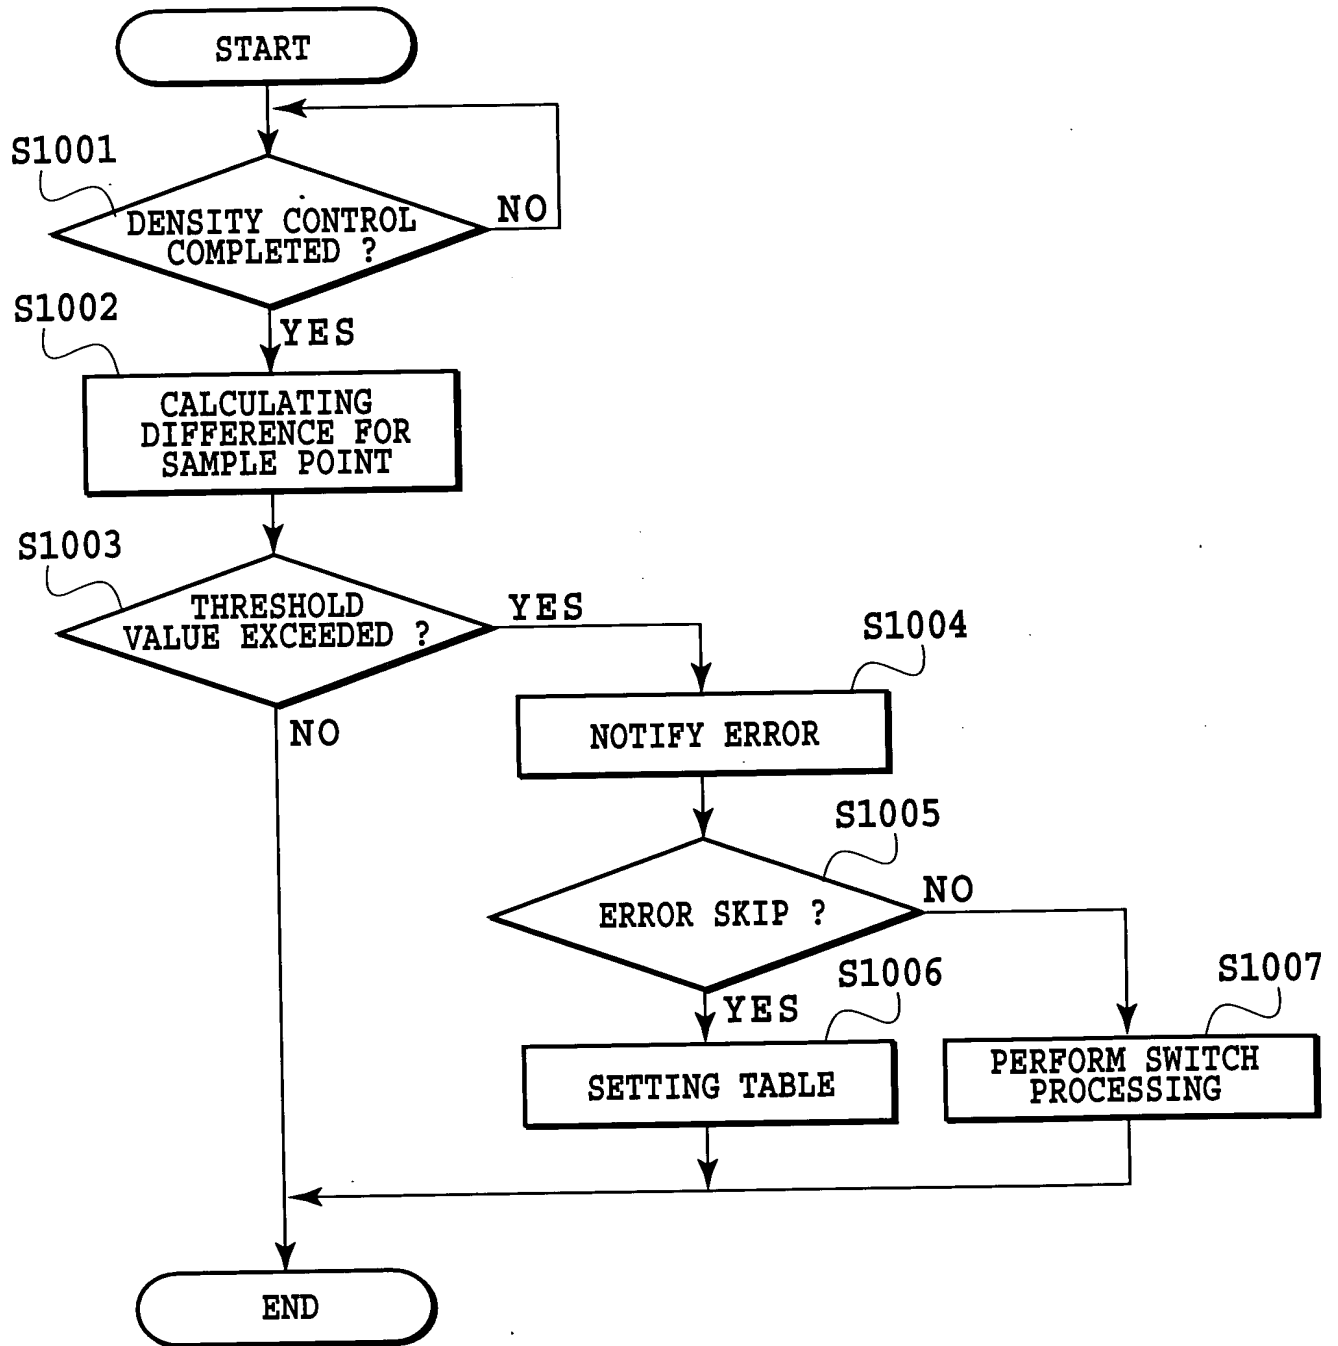 START
S1001
DENSITY CONTROL
COMPLETED ?
NO
S1002
YES
CALCULATING
DIFFERENCE FOR
SAMPLE POINT
S1003
THRESHOLD
VALUE EXCEEDED ?
YES
NO
S1004
NOTIFY ERROR
S1005
ERROR SKIP ?
NO
YES
S1006
SETTING TABLE
S1007
PERFORM SWITCH
PROCESSING
END